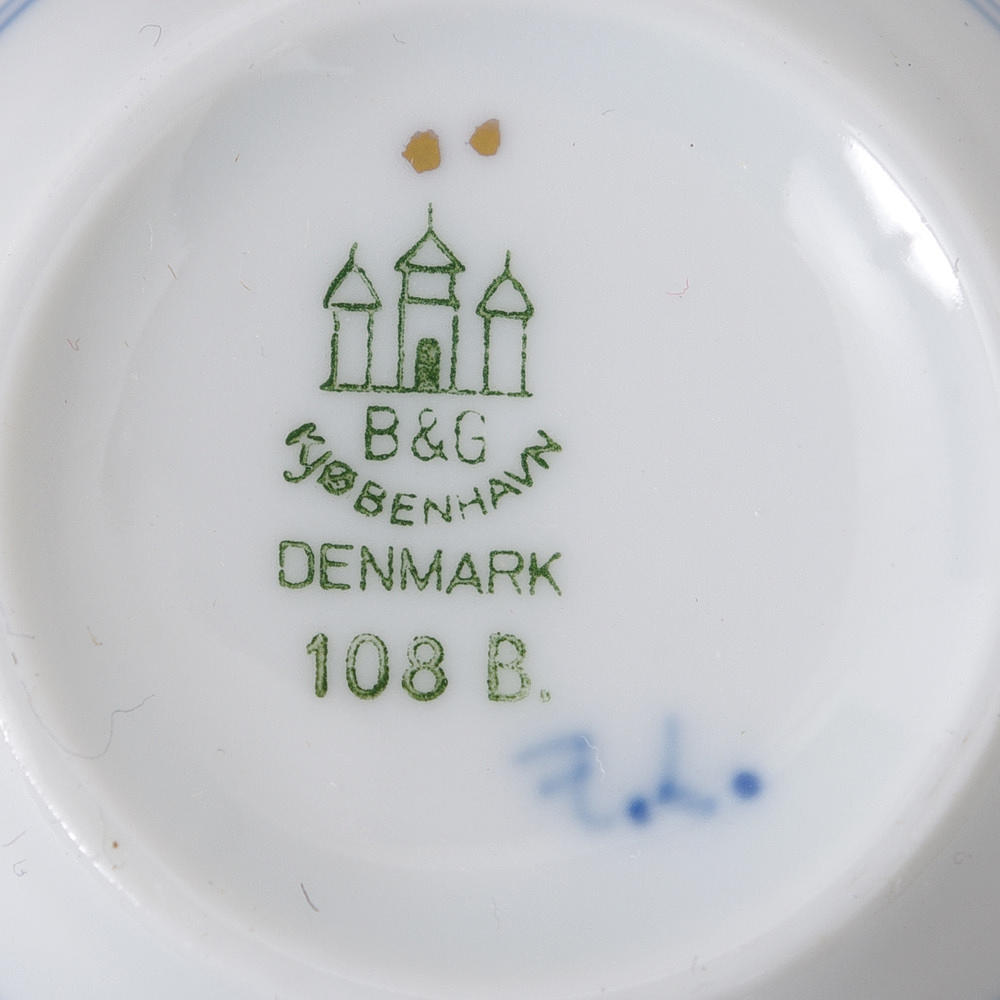 B&G
KJØBENHAVN
DENMARK
108 B.